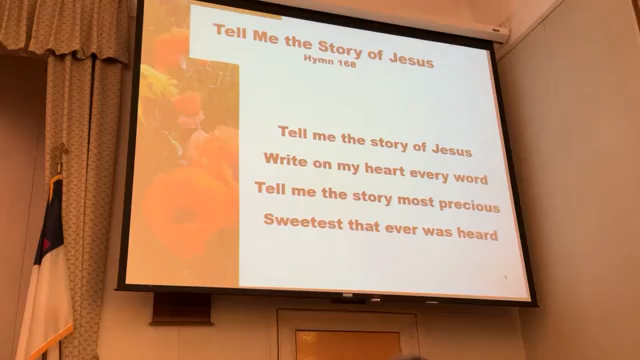 Tell Me the Story of Jesus
Hymn 168
Tell me the story of Jesus
Write on my heart every word
Tell me the story most precious
Sweetest that ever was heard